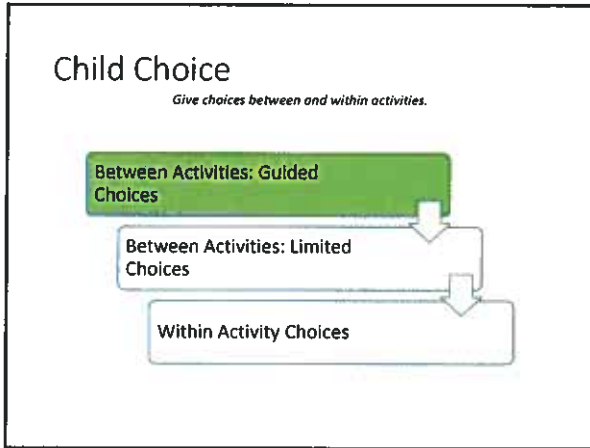 Child Choice
Give choices between and within activities.
Between Activities: Guided
Choices
Between Activities: Limited
Choices
Within Activity Choices